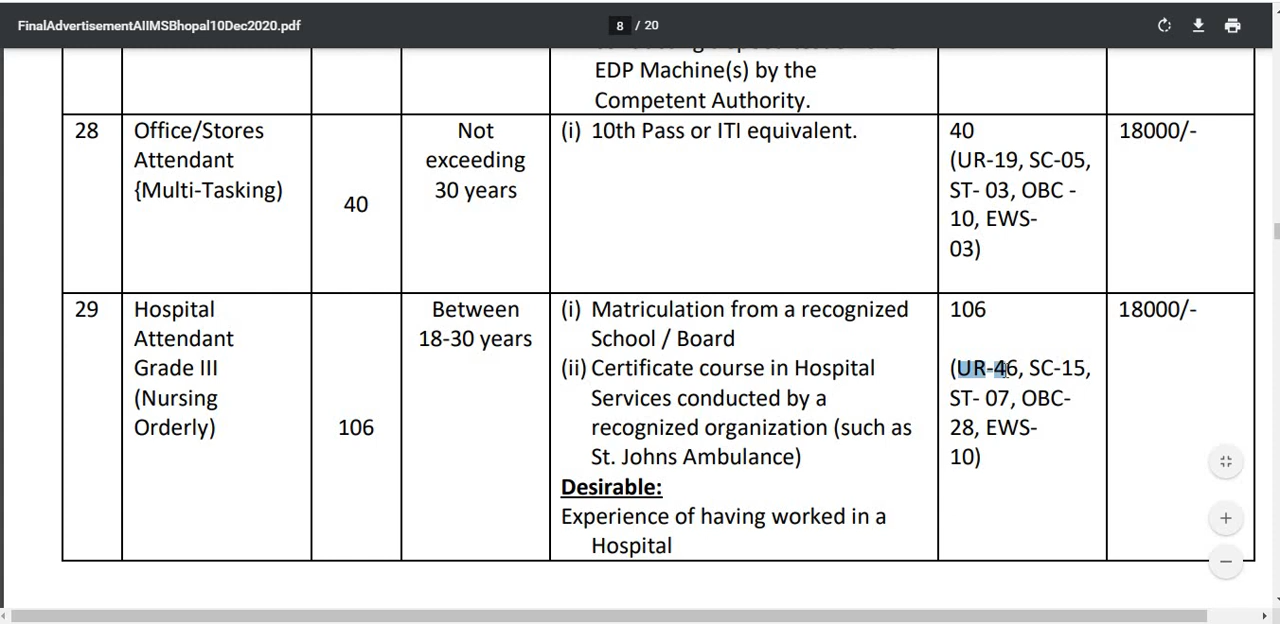 FinalAdvertisementAIIMSBhopal10Dec2020.pdf
8 / 20
EDP Machine(s) by the
Competent Authority.
28
Office/Stores
Attendant
{Multi-Tasking)
40
Not
exceeding
30 years
(i) 10th Pass or ITI equivalent.
40
(UR-19, SC-05,
ST- 03, OBC -
10, EWS-
03)
18000/-
29
Hospital
Attendant
Grade III
(Nursing
Orderly)
106
Between
18-30 years
(i) Matriculation from a recognized
School / Board
(ii) Certificate course in Hospital
Services conducted by a
recognized organization (such as
St. Johns Ambulance)
Desirable:
Experience of having worked in a
Hospital
106
(UR-46, SC-15,
ST- 07, OBC-
28, EWS-
10)
18000/-